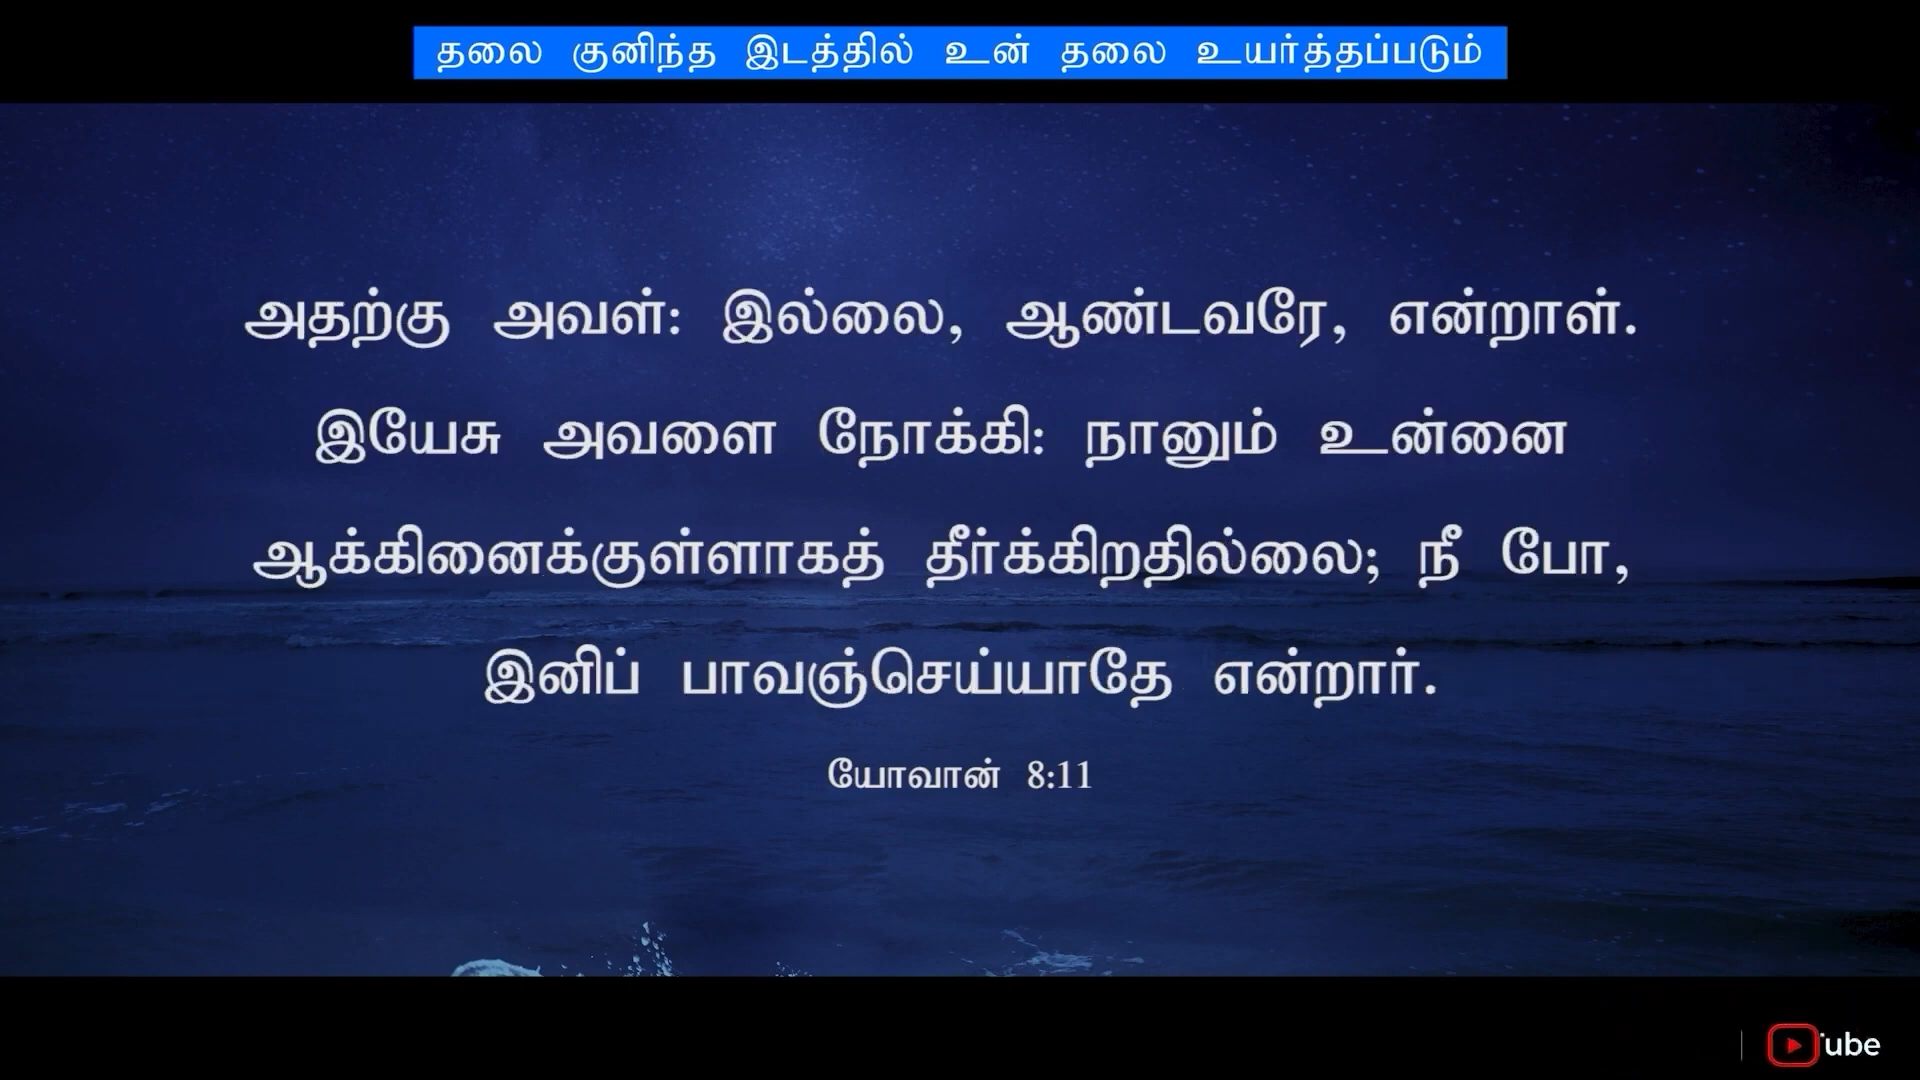 தலை குனிந்த இடத்தில் உன் தலை உயர்த்தப்படும்
அதற்கு அவள்: இல்லை, ஆண்டவரே, என்றாள்.
இயேசு அவளை நோக்கி: நானும் உன்னை
ஆக்கினைக்குள்ளாகத் தீர்க்கிறதில்லை; நீ போ,
இனிப் பாவஞ்செய்யாதே என்றார்.
யோவான் 8:11
ube